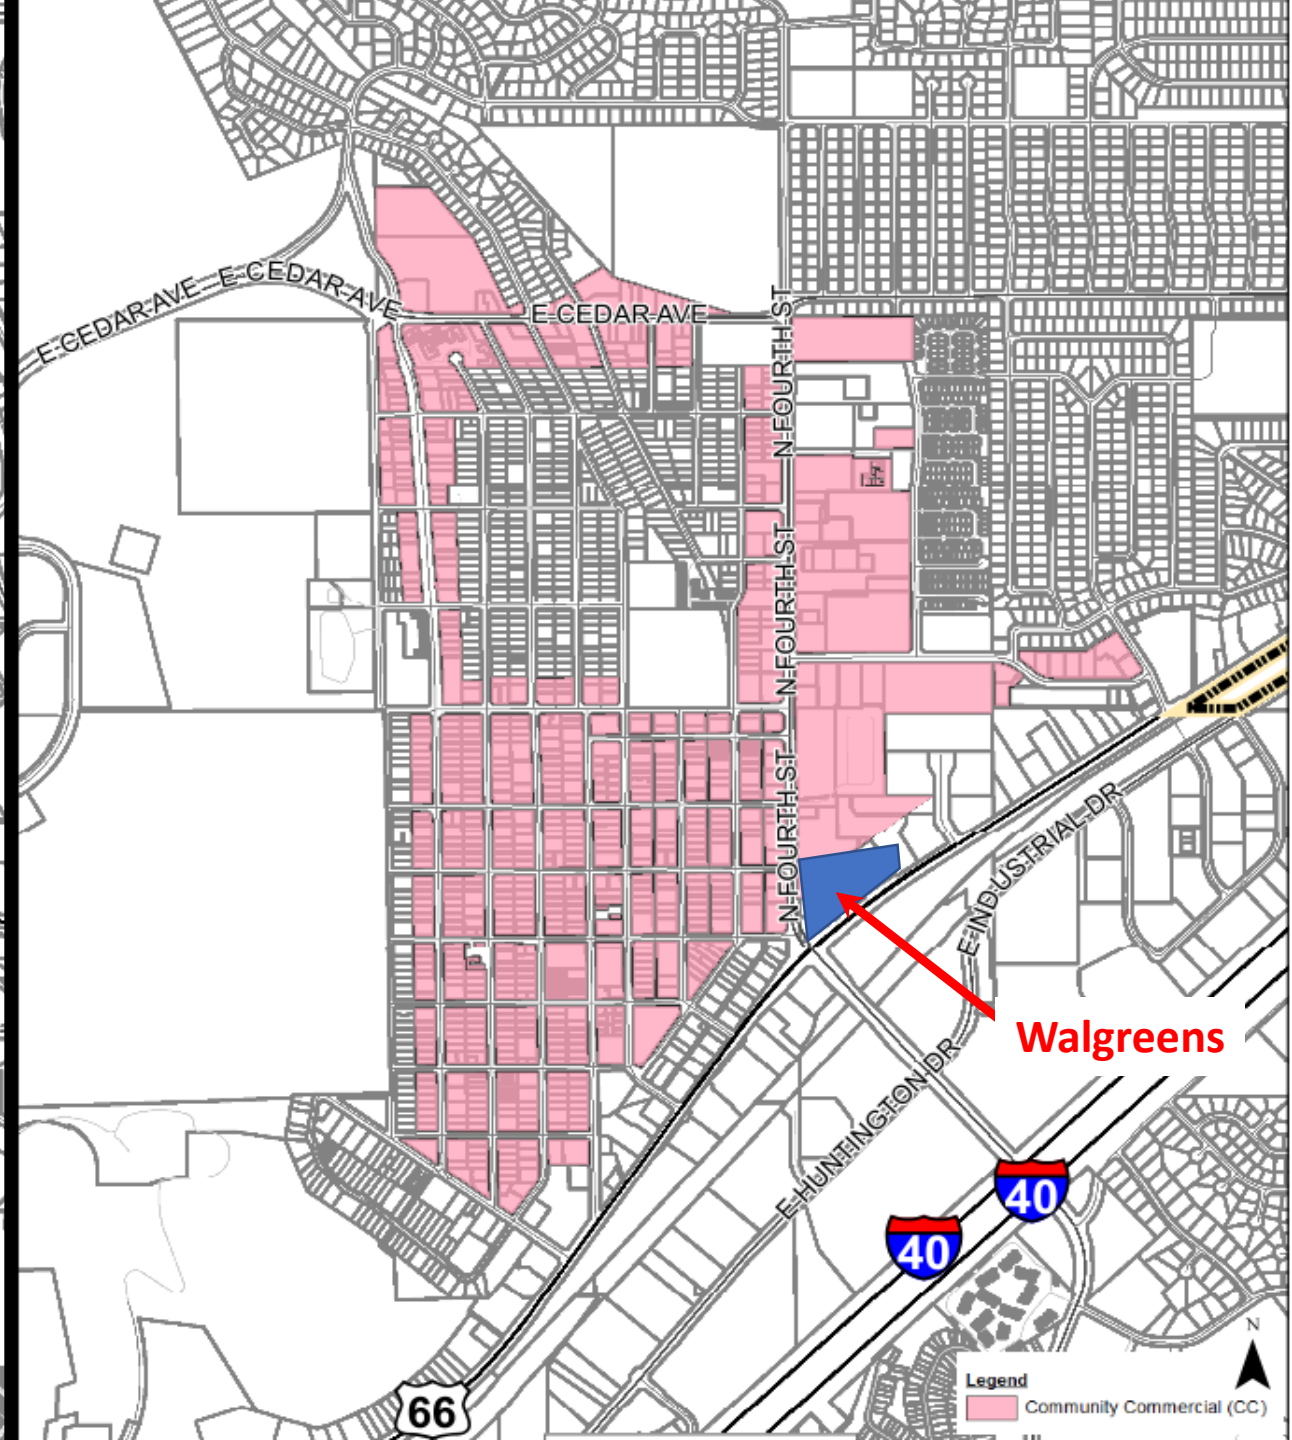 E CEDAR AVE
E CEDAR AVE
E CEDAR AVE
N FOURTH ST
N FOURTH ST
N FOURTH ST
N FOURTH ST
E INDUSTRIAL DR
Walgreens
E HUNTINGTON DR
40
40
66
N
Legend
Community Commercial (CC)